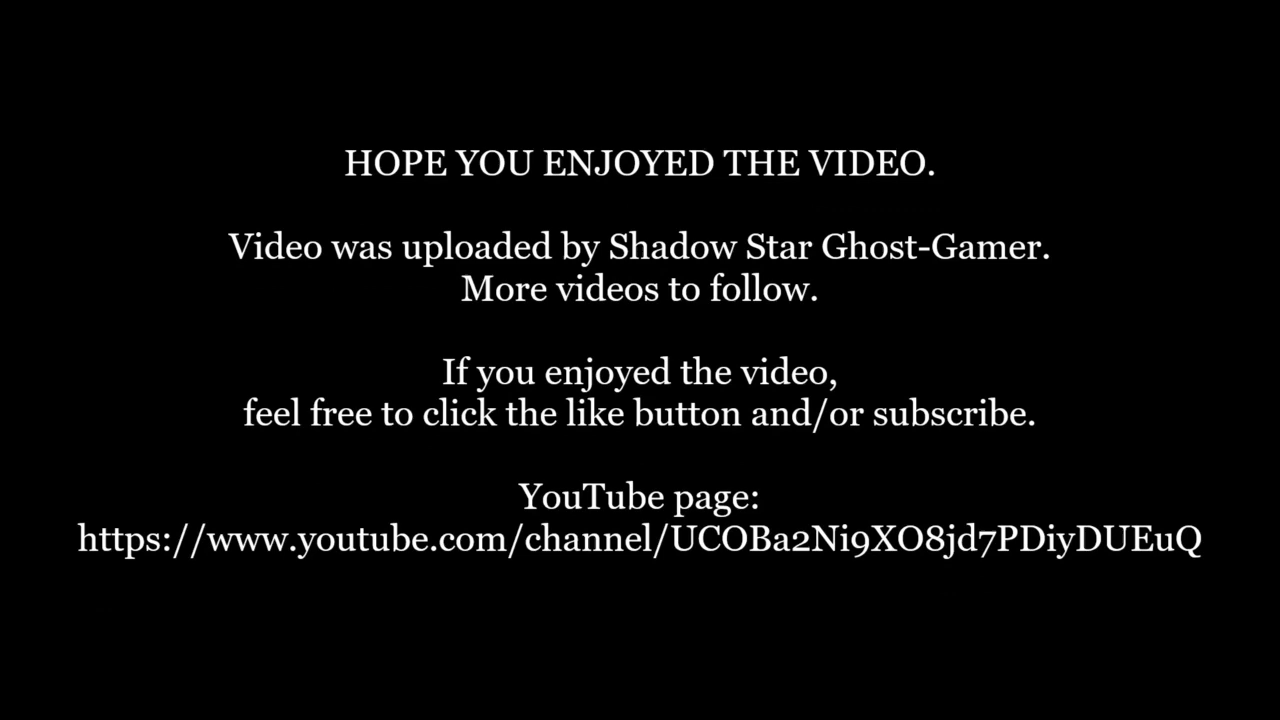 HOPE YOU ENJOYED THE VIDEO.
Video was uploaded by Shadow Star Ghost-Gamer.
More videos to follow.
If you enjoyed the video,
feel free to click the like button and/or subscribe.
YouTube page:
https://www.youtube.com/channel/UCOBa2Ni9XO8jd7PDiyDUEuQ